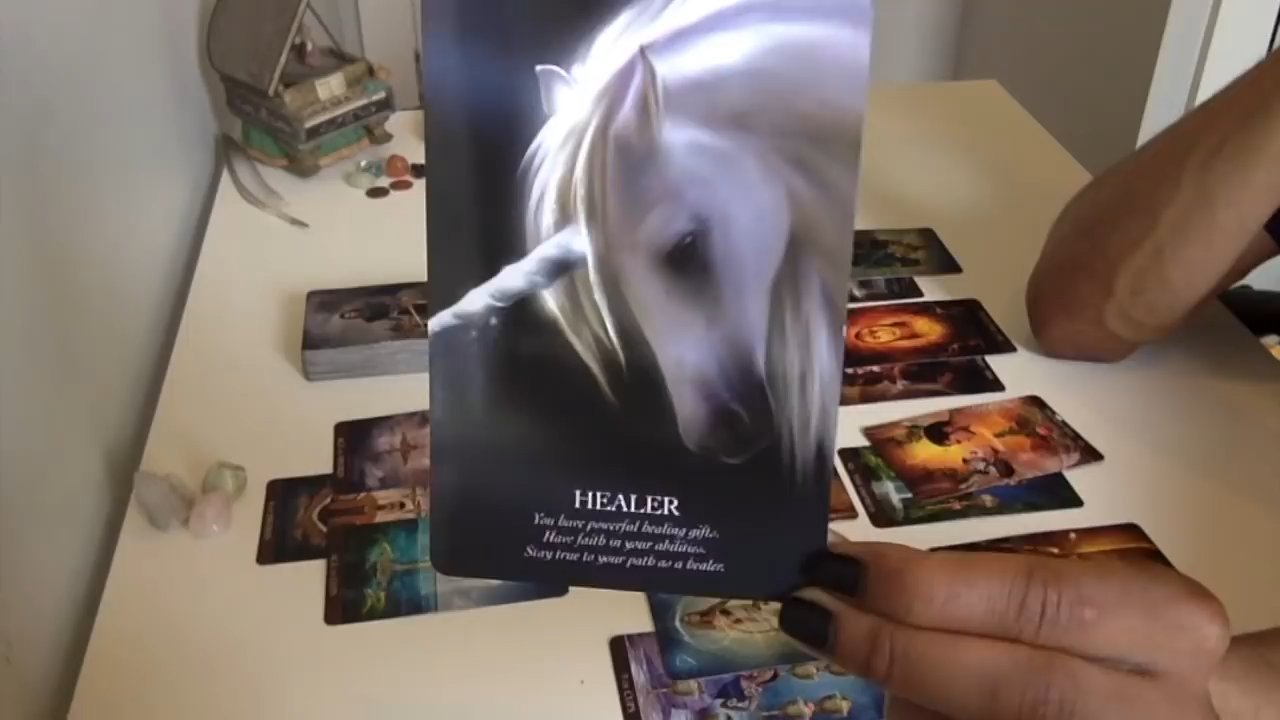 HEALER
You have powerful healing gifts.
Have faith in your abilities.
Stay true to your path as a healer.